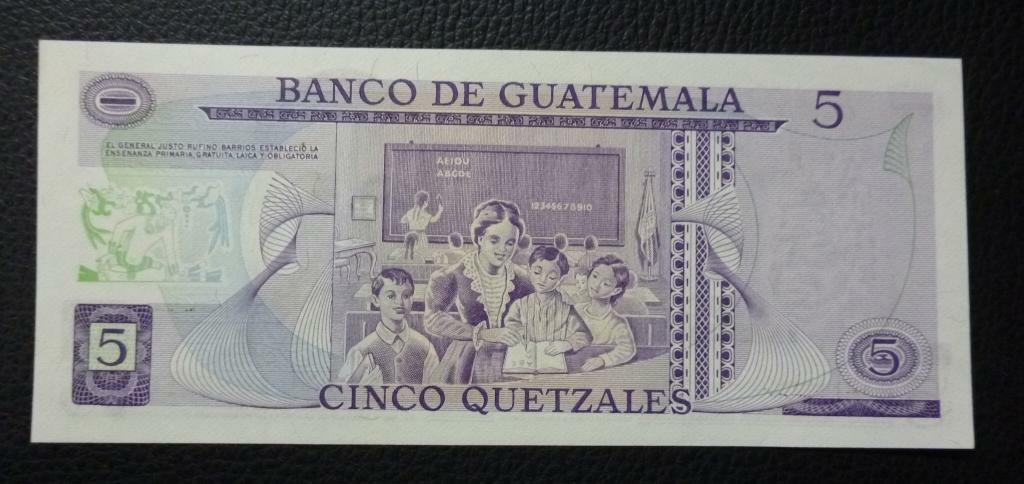 BANCO DE GUATEMALA
5
EL GENERAL JUSTO RUFINO BARRIOS ESTABLECIÓ LA
ENSEÑANZA PRIMARIA, GRATUITA, LAICA Y OBLIGATORIA
AEIOU
ABCDE
12345678910
5
5
CINCO QUETZALES